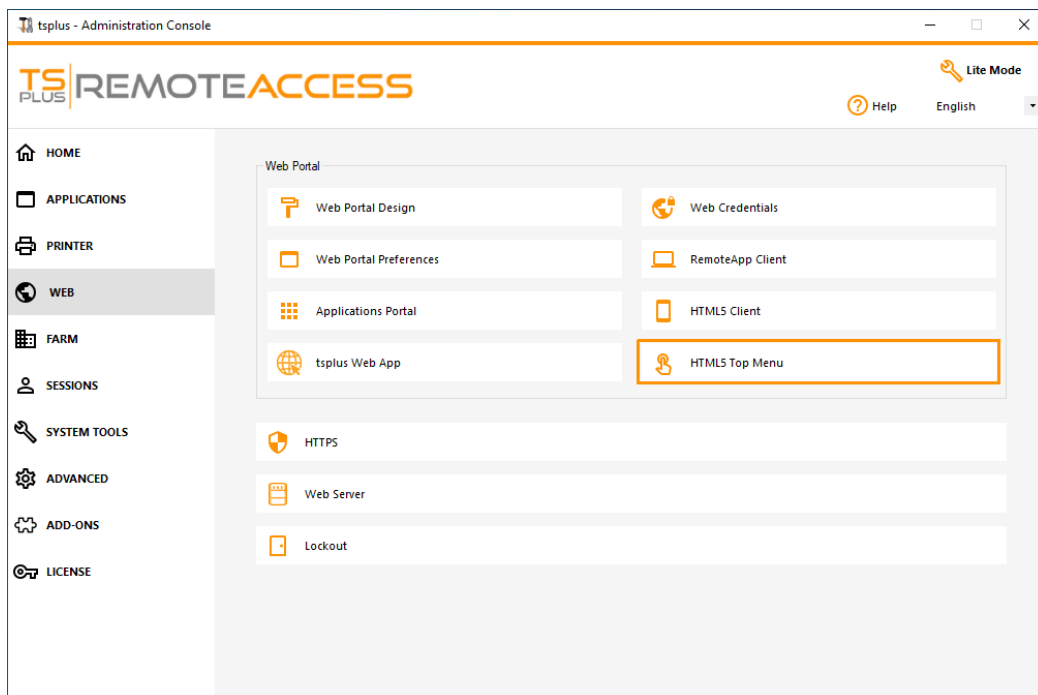 tsplus - Administration Console
TS PLUS REMOTEACCESS
Lite Mode
Help English
HOME
APPLICATIONS
PRINTER
WEB
FARM
SESSIONS
SYSTEM TOOLS
ADVANCED
ADD-ONS
LICENSE
Web Portal
Web Portal Design
Web Credentials
Web Portal Preferences
RemoteApp Client
Applications Portal
HTML5 Client
tsplus Web App
HTML5 Top Menu
HTTPS
Web Server
Lockout